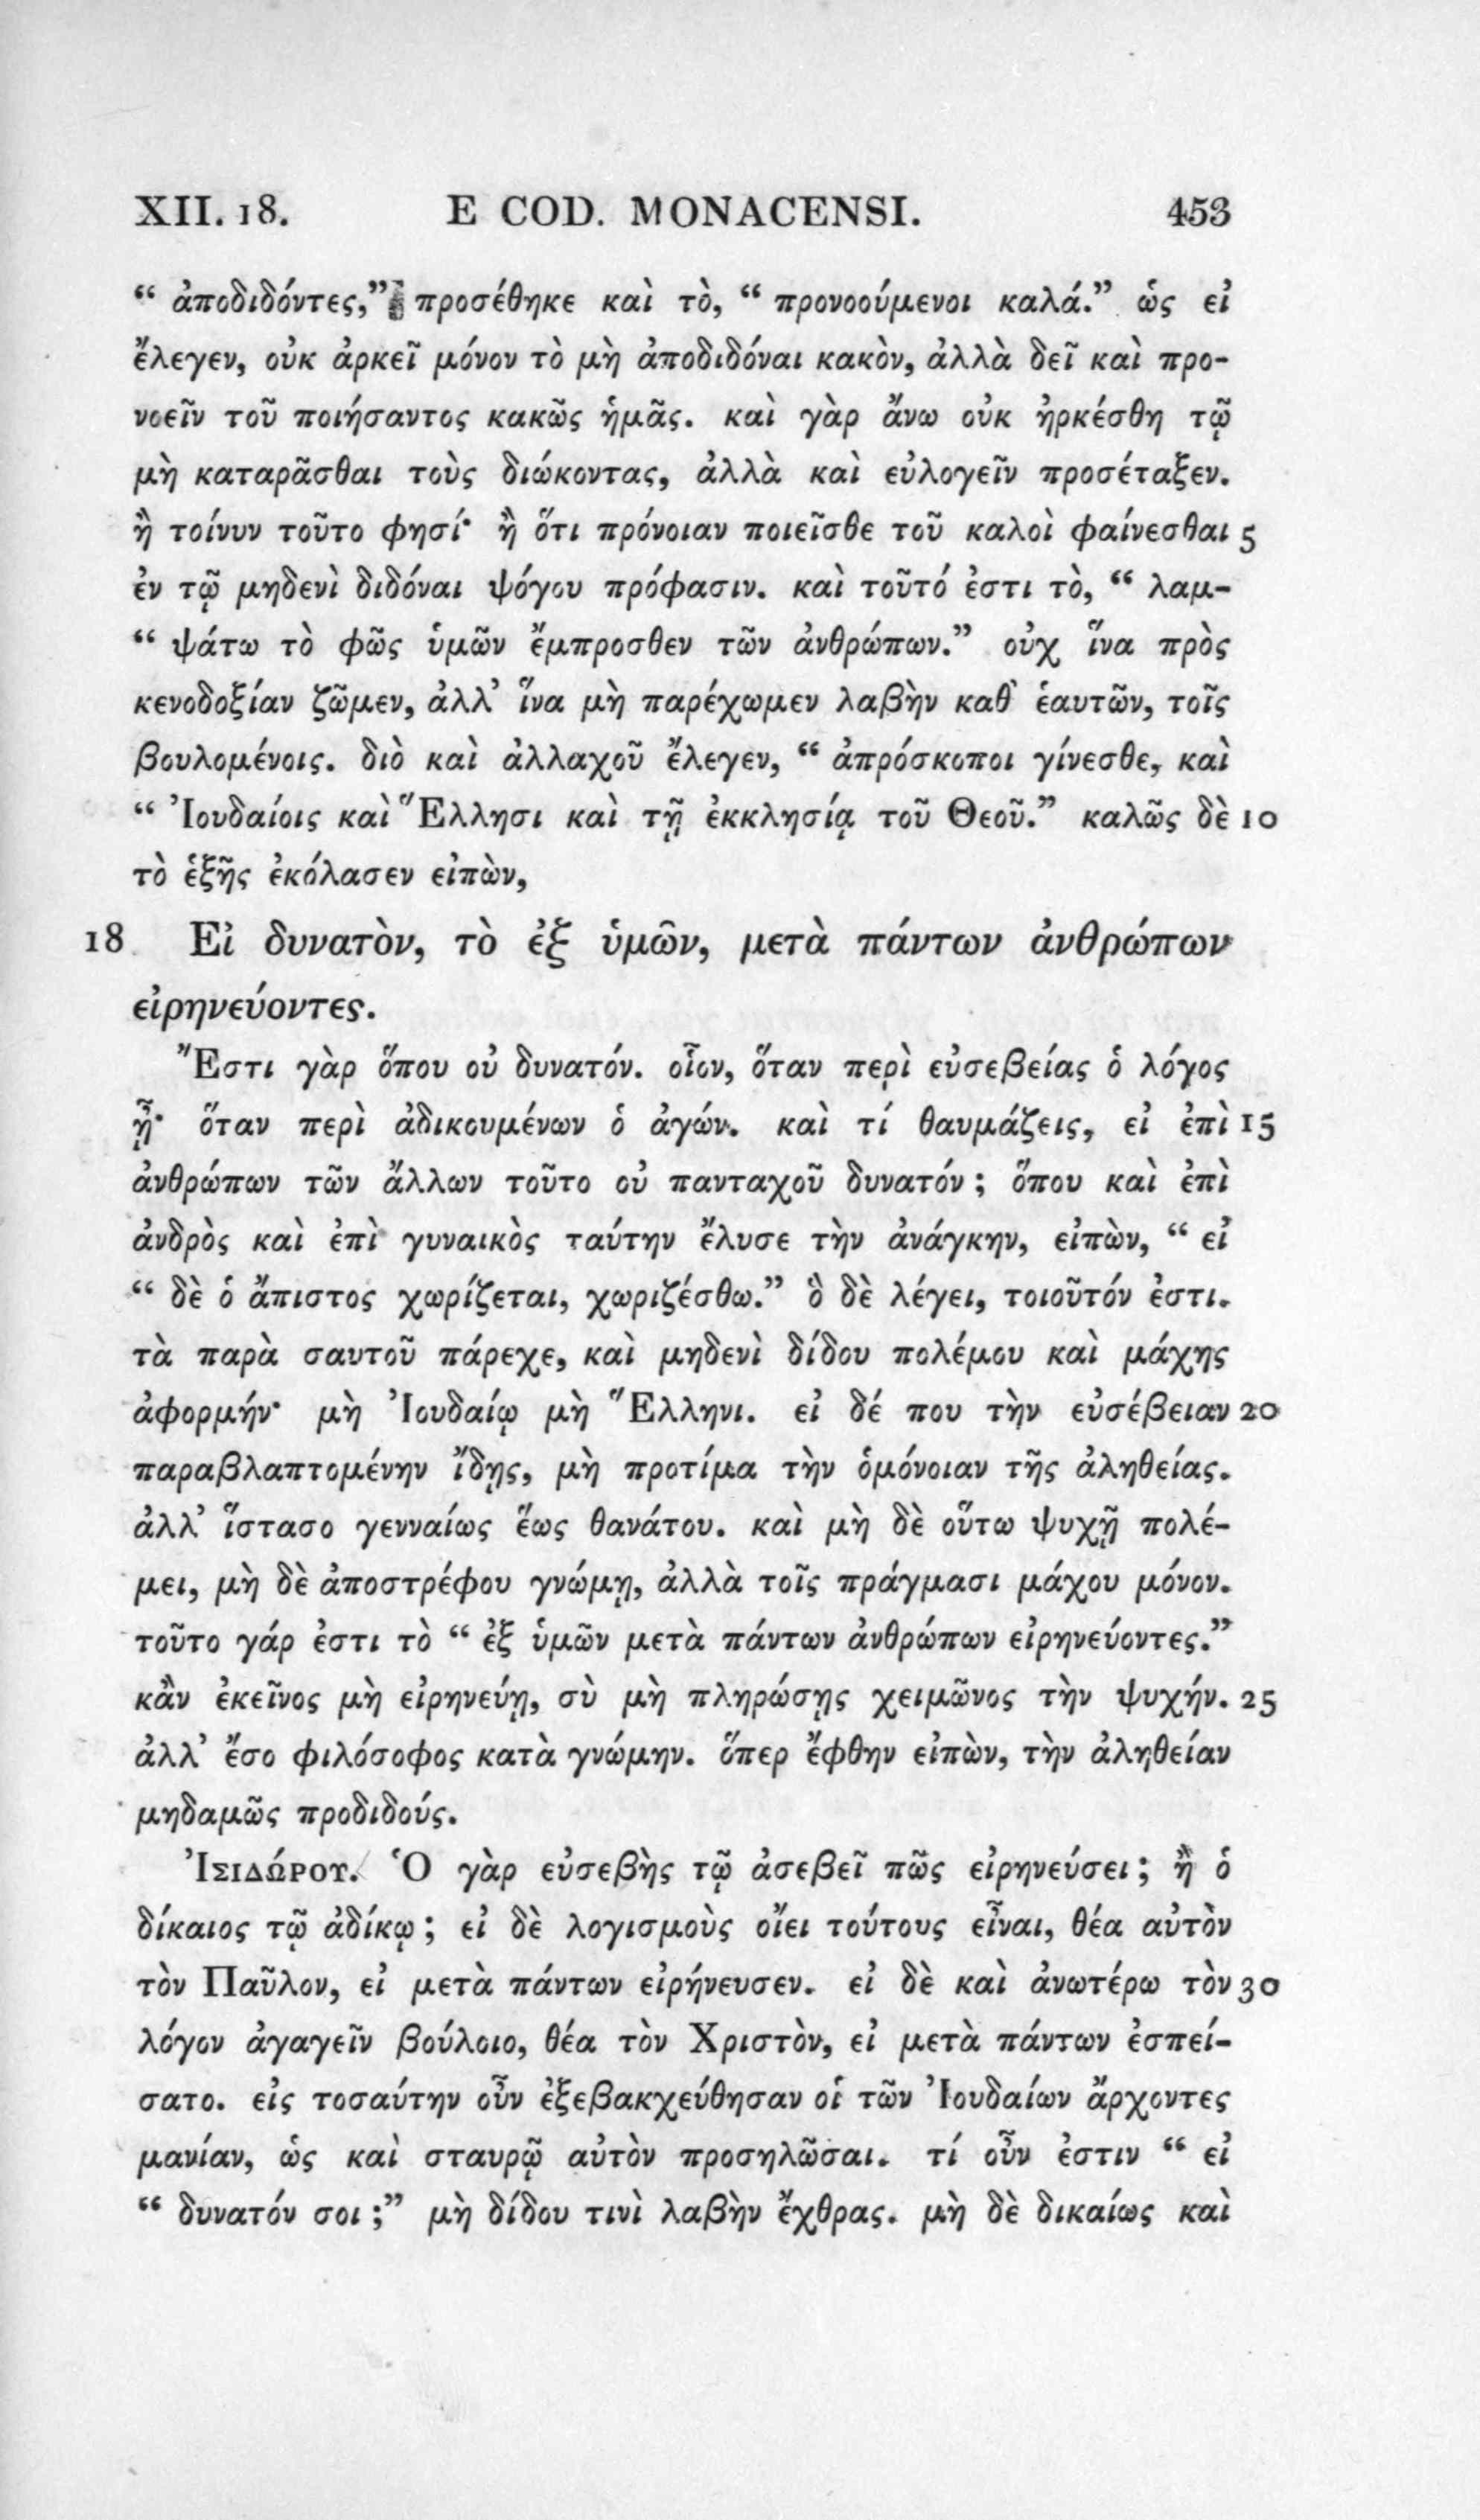 XII. 18. E COD. MONACENSI. 453
“ ἀποδιδόντες,” προσέθηκε καὶ τὸ, “ προνοούμενοι καλά.” ὡς εἰ
ἔλεγεν, οὐκ ἀρκεῖ μόνον τὸ μὴ ἀποδιδόναι κακὸν, ἀλλὰ δεῖ καὶ προ-
νοεῖν τοῦ ποιήσαντος κακῶς ἡμᾶς. καὶ γὰρ ἄνω οὐκ ἠρκέσθη τῷ
μὴ καταρᾶσθαι τοὺς διώκοντας, ἀλλὰ καὶ εὐλογεῖν προσέταξεν.
ἢ τοίνυν τοῦτο φησί· ἢ ὅτι πρόνοιαν ποιεῖσθε τοῦ καλοὶ φαίνεσθαι 5
ἐν τῷ μηδενὶ διδόναι ψόγου πρόφασιν. καὶ τοῦτό ἐστι τὸ, “ λαμ-
“ ψάτω τὸ φῶς ὑμῶν ἔμπροσθεν τῶν ἀνθρώπων.” οὐχ ἵνα πρὸς
κενοδοξίαν ζῶμεν, ἀλλ’ ἵνα μὴ παρέχωμεν λαβὴν καθ’ ἑαυτῶν, τοῖς
βουλομένοις. διὸ καὶ ἀλλαχοῦ ἔλεγεν, “ ἀπρόσκοποι γίνεσθε, καὶ
“ Ἰουδαίοις καὶ Ἕλλησι καὶ τῇ ἐκκλησίᾳ τοῦ Θεοῦ.” καλῶς δὲ 10
τὸ ἑξῆς ἐκόλασεν εἰπὼν,
18 Εἰ δυνατὸν, τὸ ἐξ ὑμῶν, μετὰ πάντων ἀνθρώπων
εἰρηνεύοντες.
Ἔστι γὰρ ὅπου οὐ δυνατόν. οἷον, ὅταν περὶ εὐσεβείας ὁ λόγος
ᾖ· ὅταν περὶ ἀδικουμένων ὁ ἀγών. καὶ τί θαυμάζεις, εἰ ἐπὶ 15
ἀνθρώπων τῶν ἄλλων τοῦτο οὐ πανταχοῦ δυνατόν ; ὅπου καὶ ἐπὶ
ἀνδρὸς καὶ ἐπὶ γυναικὸς ταύτην ἔλυσε τὴν ἀνάγκην, εἰπὼν, “ εἰ
“ δὲ ὁ ἄπιστος χωρίζεται, χωριζέσθω.” ὃ δὲ λέγει, τοιοῦτόν ἐστι.
τὰ παρὰ σαυτοῦ πάρεχε, καὶ μηδενὶ δίδου πολέμου καὶ μάχης
ἀφορμήν· μὴ Ἰουδαίῳ μὴ Ἕλληνι. εἰ δέ που τὴν εὐσέβειαν 20
παραβλαπτομένην ἴδῃς, μὴ προτίμα τὴν ὁμόνοιαν τῆς ἀληθείας.
ἀλλ’ ἵστασο γενναίως ἕως θανάτου. καὶ μὴ δὲ οὕτω ψυχῇ πολέ-
μει, μὴ δὲ ἀποστρέφου γνώμῃ, ἀλλὰ τοῖς πράγμασι μάχου μόνον.
τοῦτο γάρ ἐστι τὸ “ ἐξ ὑμῶν μετὰ πάντων ἀνθρώπων εἰρηνεύοντες.”
κἂν ἐκεῖνος μὴ εἰρηνεύῃ, σὺ μὴ πληρώσῃς χειμῶνος τὴν ψυχήν. 25
ἀλλ’ ἔσο φιλόσοφος κατὰ γνώμην. ὅπερ ἔφθην εἰπὼν, τὴν ἀληθείαν
μηδαμῶς προδιδούς.
ἸΣΙΔΏΡΟΥ. Ὁ γὰρ εὐσεβὴς τῷ ἀσεβεῖ πῶς εἰρηνεύσει ; ἢ ὁ
δίκαιος τῷ ἀδίκῳ ; εἰ δὲ λογισμοὺς οἴει τούτους εἶναι, θέα αὐτὸν
τὸν Παῦλον, εἰ μετὰ πάντων εἰρήνευσεν. εἰ δὲ καὶ ἀνωτέρω τὸν 30
λόγον ἀγαγεῖν βούλοιο, θέα τὸν Χριστὸν, εἰ μετὰ πάντων ἐσπεί-
σατο. εἰς τοσαύτην οὖν ἐξεβακχεύθησαν οἱ τῶν Ἰουδαίων ἄρχοντες
μανίαν, ὡς καὶ σταυρῷ αὐτὸν προσηλῶσαι. τί οὖν ἐστιν “ εἰ
“ δυνατόν σοι ;” μὴ δίδου τινὶ λαβὴν ἔχθρας. μὴ δὲ δικαίως καὶ